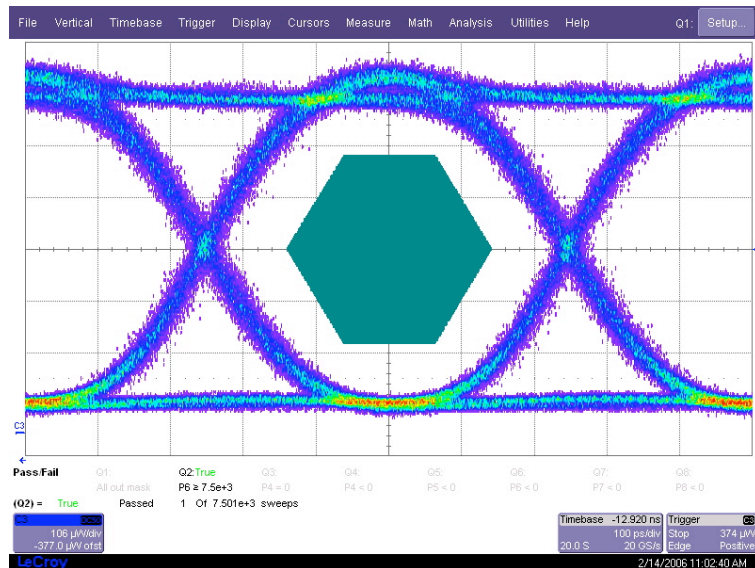 File Vertical Timebase Trigger Display Cursors Measure Math Analysis Utilities Help Q1: Setup...
C3
Pass/Fail Q1: Q2:True Q3: Q4: Q5: Q6: Q7: Q8:
All out mask P6 ≥ 7.5e+3 P4 = 0 P4 < 0 P5 < 0 P6 < 0 P7 < 0 P8 < 0
(Q2) = True Passed 1 Of 7.501e+3 sweeps
C3 DC50
106 µW/div
-377.0 µW ofst
Timebase -12.920 ns
100 ps/div
20.0 S 20 GS/s
Trigger C3
Stop 374 µW
Edge Positive
LeCroy
2/14/2006 11:02:40 AM